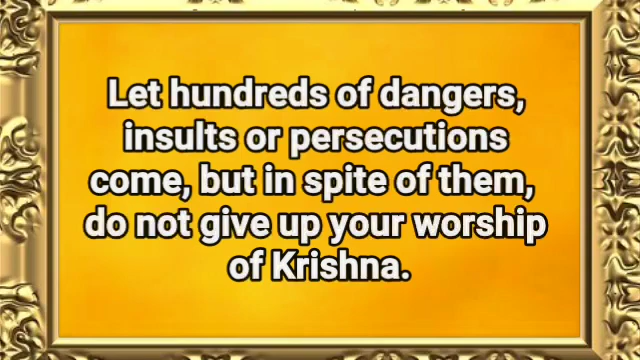 Let hundreds of dangers,
insults or persecutions
come, but in spite of them,
do not give up your worship
of Krishna.